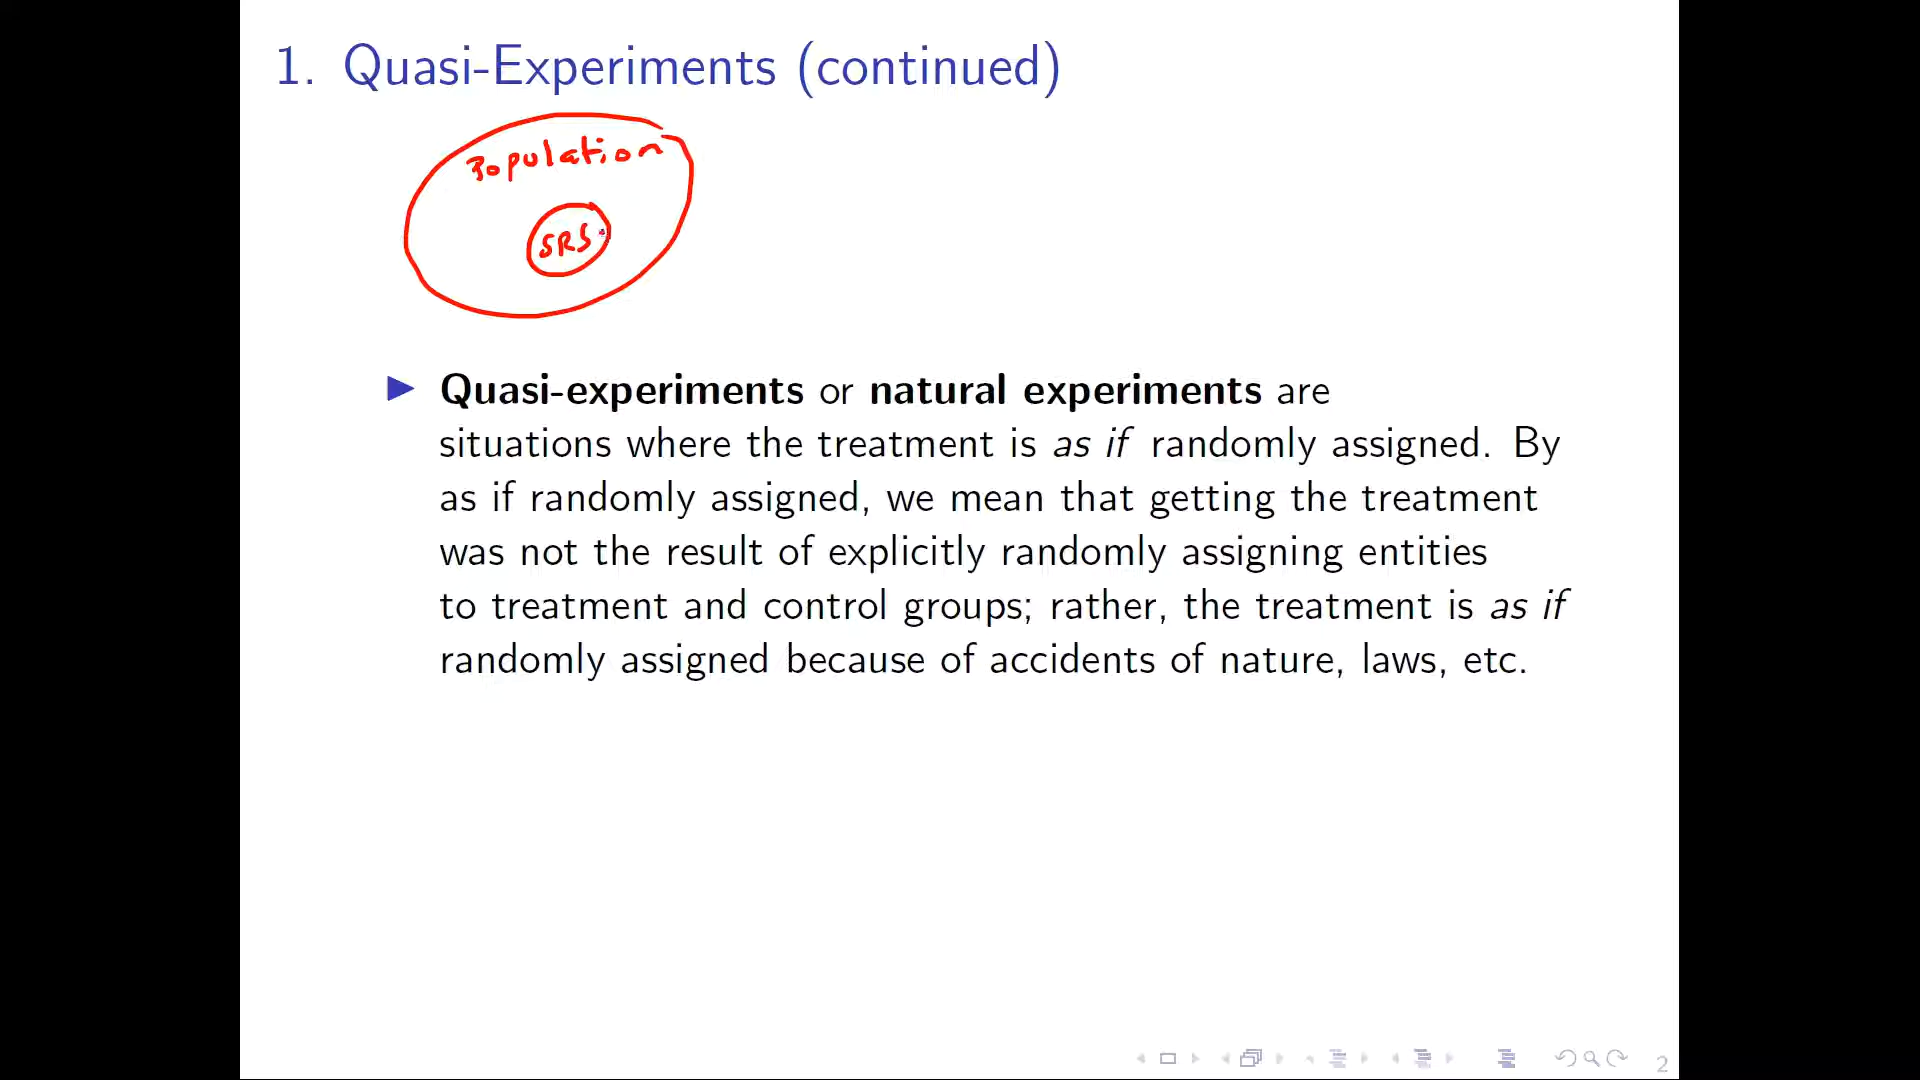 1. Quasi-Experiments (continued)
Population
SRS
Quasi-experiments or natural experiments are
situations where the treatment is as if randomly assigned. By
as if randomly assigned, we mean that getting the treatment
was not the result of explicitly randomly assigning entities
to treatment and control groups; rather, the treatment is as if
randomly assigned because of accidents of nature, laws, etc.
2